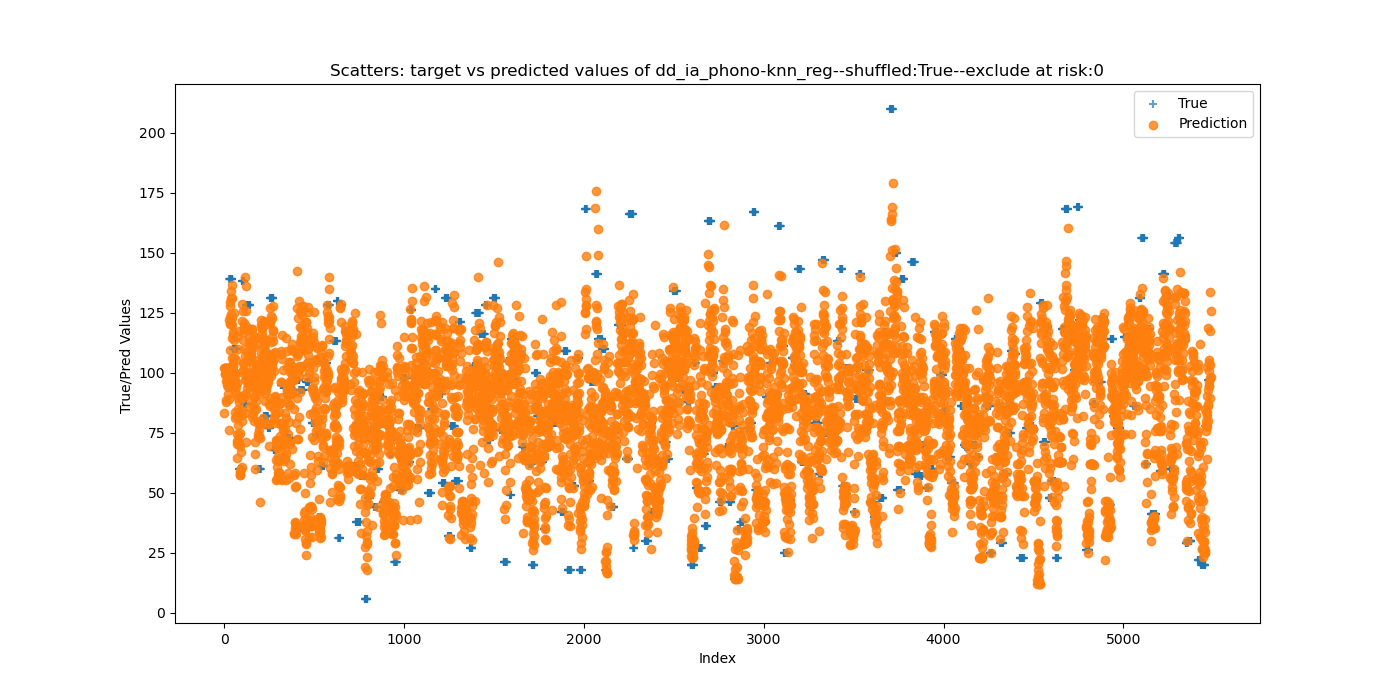 Scatters: target vs predicted values of dd_ia_phono-knn_reg--shuffled:True--exclude at risk:0
True
Prediction
200
175
150
125
100
75
50
25
0
True/Pred Values
0 1000 2000 3000 4000 5000
Index